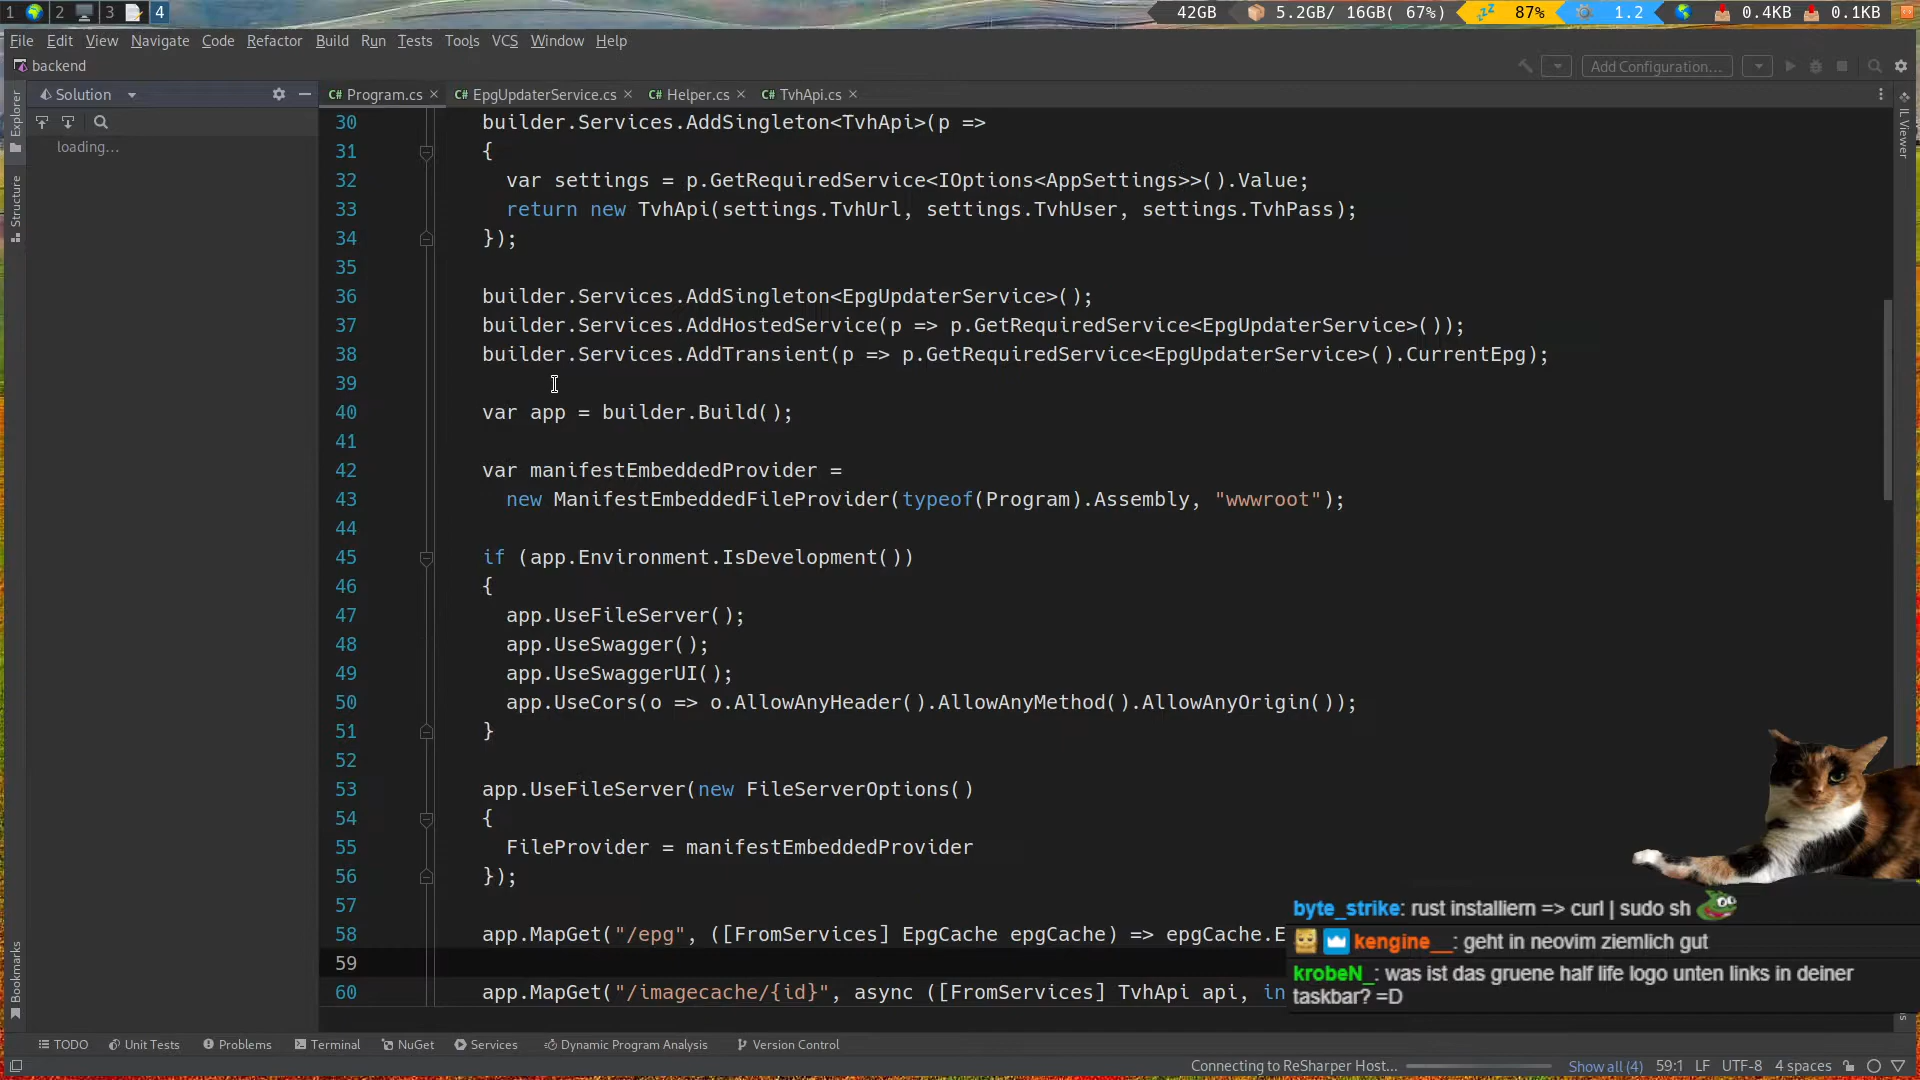 1 2 3 4 42GB 5.2GB/ 16GB( 67%) 87% 1.2 0.4KB 0.1KB
File Edit View Navigate Code Refactor Build Run Tests Tools VCS Window Help
backend Add Configuration...
Solution Program.cs EpgUpdaterService.cs Helper.cs TvhApi.cs
Explorer
Structure
Bookmarks
IL Viewer
loading...
30 builder.Services.AddSingleton<TvhApi>(p =>
31 {
32 var settings = p.GetRequiredService<IOptions<AppSettings>>().Value;
33 return new TvhApi(settings.TvhUrl, settings.TvhUser, settings.TvhPass);
34 });
35
36 builder.Services.AddSingleton<EpgUpdaterService>();
37 builder.Services.AddHostedService(p => p.GetRequiredService<EpgUpdaterService>());
38 builder.Services.AddTransient(p => p.GetRequiredService<EpgUpdaterService>().CurrentEpg);
39
40 var app = builder.Build();
41
42 var manifestEmbeddedProvider =
43 new ManifestEmbeddedFileProvider(typeof(Program).Assembly, "wwwroot");
44
45 if (app.Environment.IsDevelopment())
46 {
47 app.UseFileServer();
48 app.UseSwagger();
49 app.UseSwaggerUI();
50 app.UseCors(o => o.AllowAnyHeader().AllowAnyMethod().AllowAnyOrigin());
51 }
52
53 app.UseFileServer(new FileServerOptions()
54 {
55 FileProvider = manifestEmbeddedProvider
56 });
57
58 app.MapGet("/epg", ([FromServices] EpgCache epgCache) => epgCache.E
59
60 app.MapGet("/imagecache/{id}", async ([FromServices] TvhApi api, in
byte_strike: rust installiern => curl | sudo sh
kengine__: geht in neovim ziemlich gut
krobeN_: was ist das gruene half life logo unten links in deiner
taskbar? =D
TODO Unit Tests Problems Terminal NuGet Services Dynamic Program Analysis Version Control
Connecting to ReSharper Host... Show all (4) 59:1 LF UTF-8 4 spaces